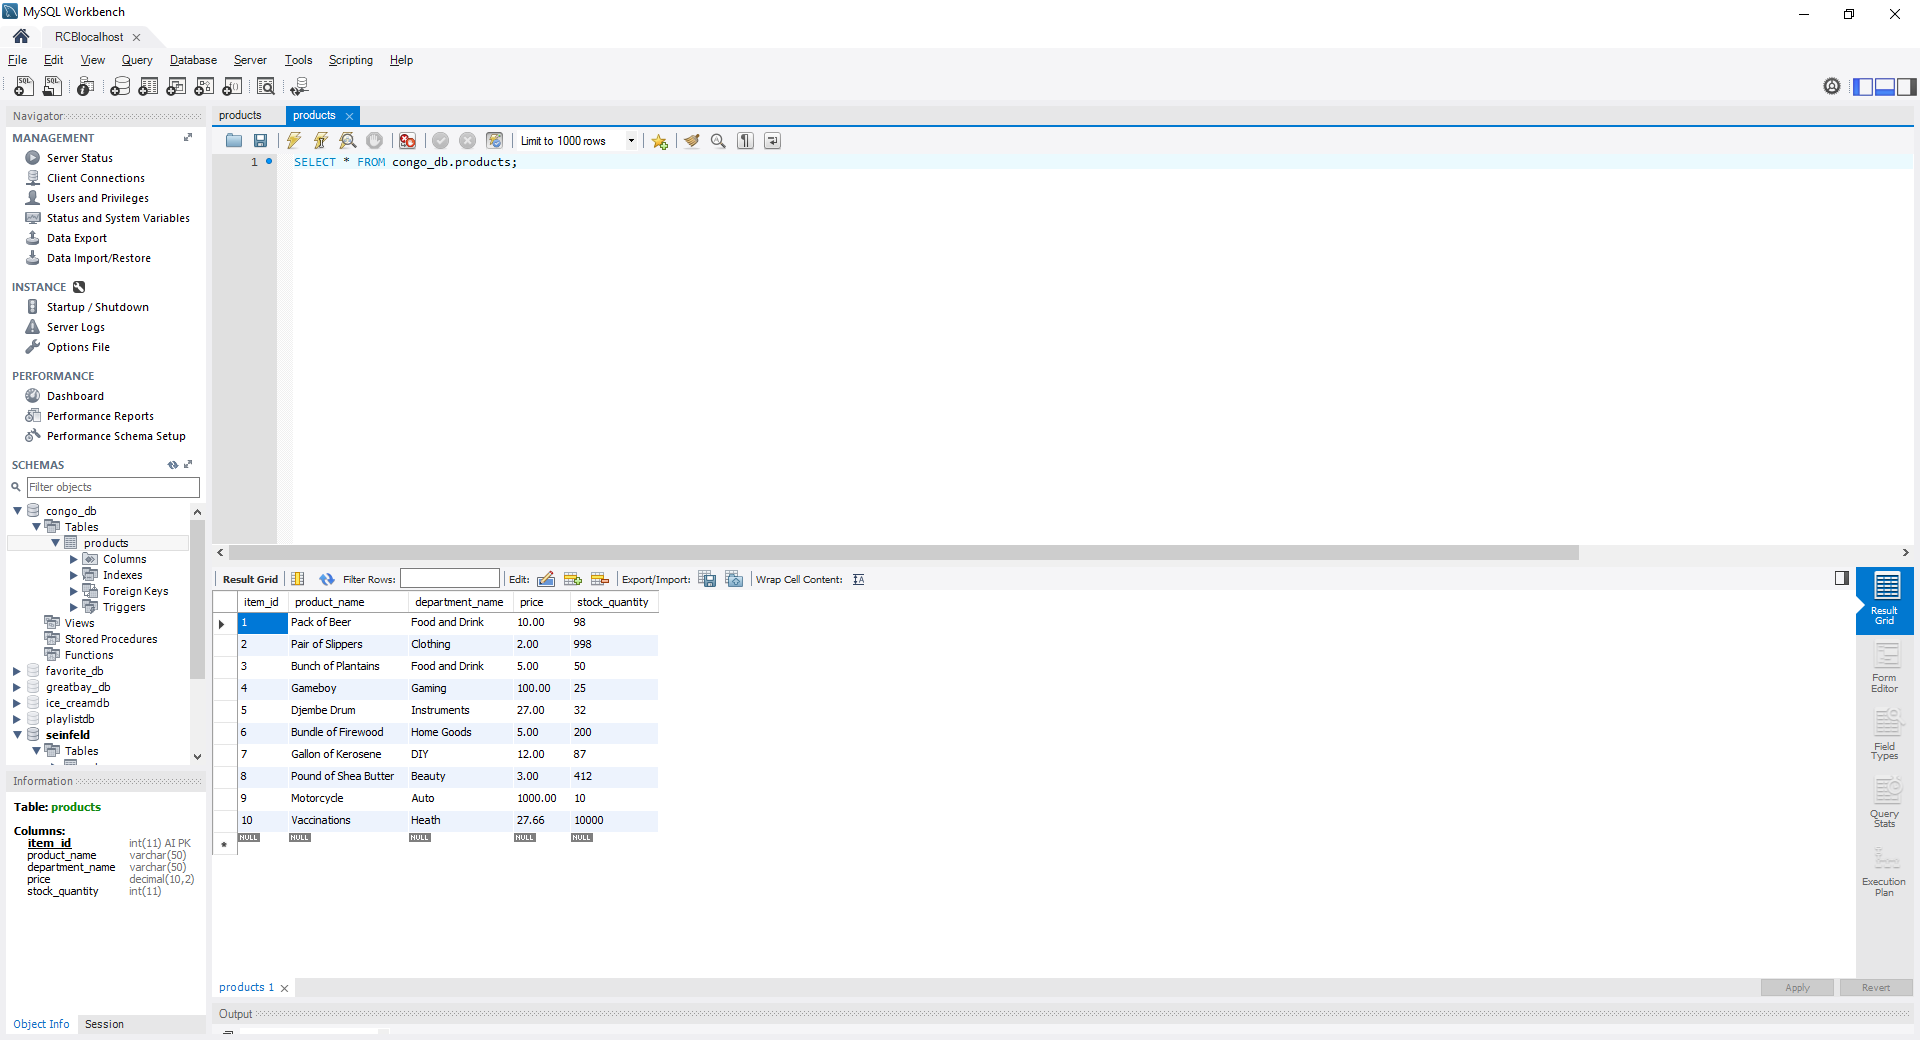 MySQL Workbench
RCBlocalhost
File Edit View Query Database Server Tools Scripting Help
Navigator
MANAGEMENT
Server Status
Client Connections
Users and Privileges
Status and System Variables
Data Export
Data Import/Restore
INSTANCE
Startup / Shutdown
Server Logs
Options File
PERFORMANCE
Dashboard
Performance Reports
Performance Schema Setup
SCHEMAS
Filter objects
congo_db
Tables
products
Columns
Indexes
Foreign Keys
Triggers
Views
Stored Procedures
Functions
favorite_db
greatbay_db
ice_creamdb
playlistdb
seinfeld
Tables
Information
Table: products
Columns:
item_id int(11) AI PK
product_name varchar(50)
department_name varchar(50)
price decimal(10,2)
stock_quantity int(11)
Object Info Session
products products
Limit to 1000 rows
1 SELECT * FROM congo_db.products;
Result Grid Filter Rows: Edit: Export/Import: Wrap Cell Content:
item_id product_name department_name price stock_quantity
1 Pack of Beer Food and Drink 10.00 98
2 Pair of Slippers Clothing 2.00 998
3 Bunch of Plantains Food and Drink 5.00 50
4 Gameboy Gaming 100.00 25
5 Djembe Drum Instruments 27.00 32
6 Bundle of Firewood Home Goods 5.00 200
7 Gallon of Kerosene DIY 12.00 87
8 Pound of Shea Butter Beauty 3.00 412
9 Motorcycle Auto 1000.00 10
10 Vaccinations Heath 27.66 10000
NULL NULL NULL NULL NULL
Result
Grid
Form
Editor
Field
Types
Query
Stats
Execution
Plan
products 1
Apply Revert
Output